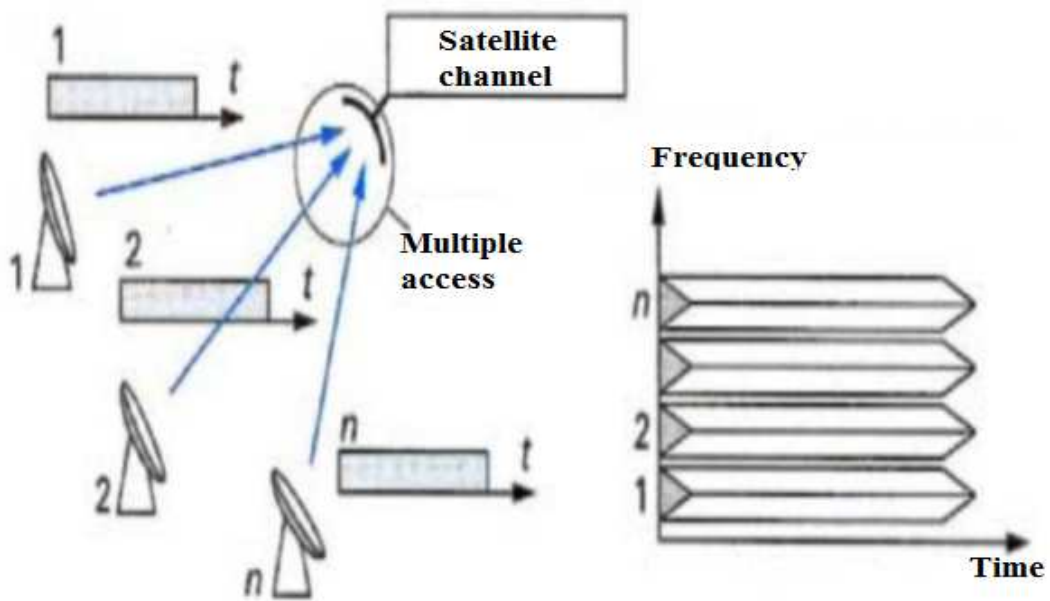 1
t
Satellite
channel
Frequency
1
2
t
Multiple
access
n
2
n
t
2
1
n
Time